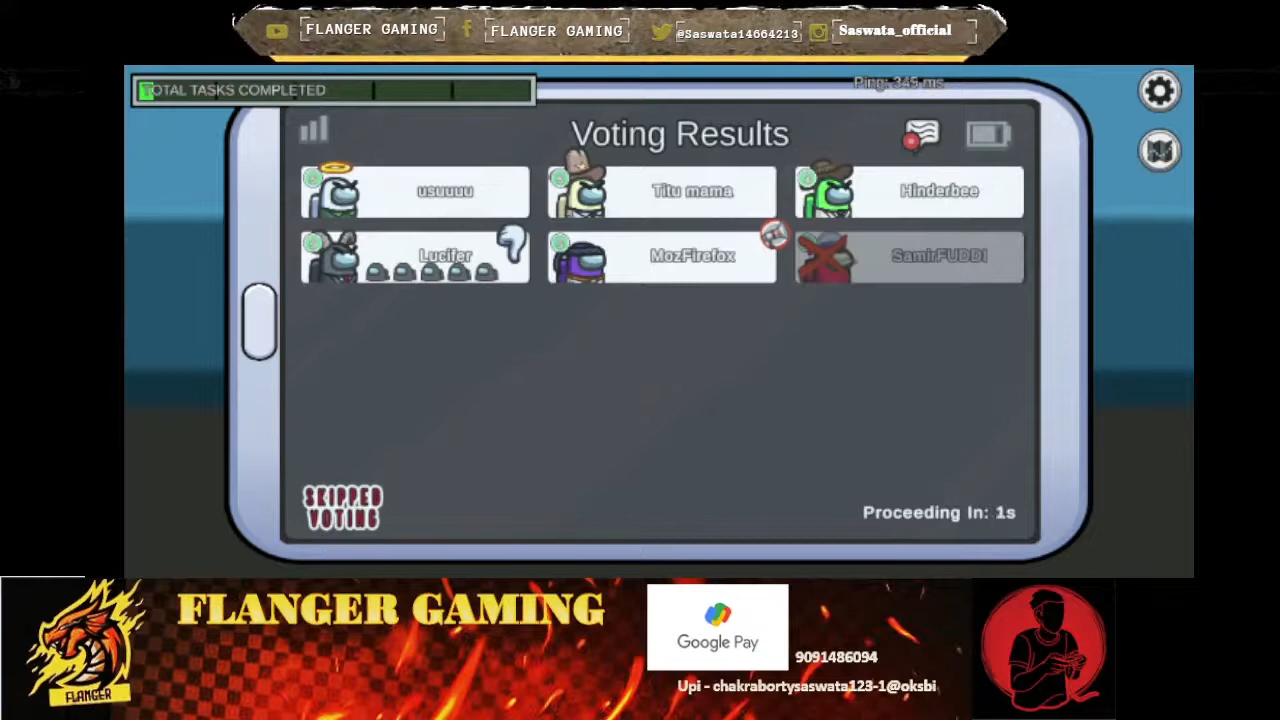 FLANGER GAMING
FLANGER GAMING
@Saswata14664213
Saswata_official
TOTAL TASKS COMPLETED
Ping: 345 ms
Voting Results
usuuuu
Titu mama
Hinderbee
Lucifer
MozFirefox
SamirFUDDI
SKIPPED
VOTING
Proceeding In: 1s
FLANGER
FLANGER GAMING
Google Pay
9091486094
Upi - chakrabortysaswata123-1@oksbi